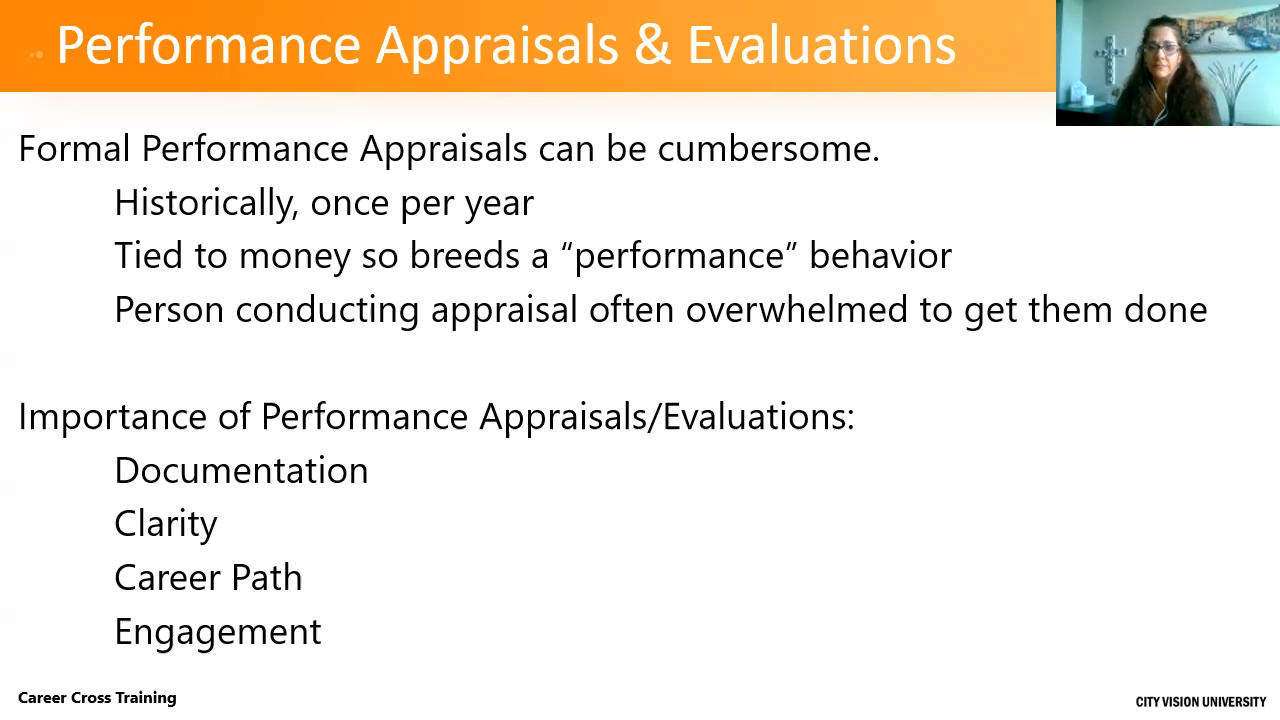 Performance Appraisals & Evaluations
Formal Performance Appraisals can be cumbersome.
Historically, once per year
Tied to money so breeds a “performance” behavior
Person conducting appraisal often overwhelmed to get them done
Importance of Performance Appraisals/Evaluations:
Documentation
Clarity
Career Path
Engagement
Career Cross Training
CITY VISION UNIVERSITY